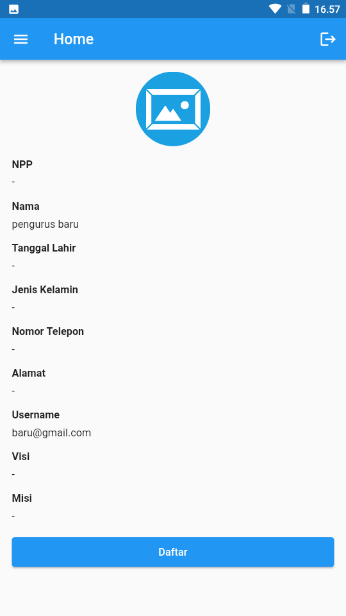 16.57
Home
NPP
-
Nama
pengurus baru
Tanggal Lahir
-
Jenis Kelamin
-
Nomor Telepon
-
Alamat
-
Username
baru@gmail.com
Visi
-
Misi
-
Daftar